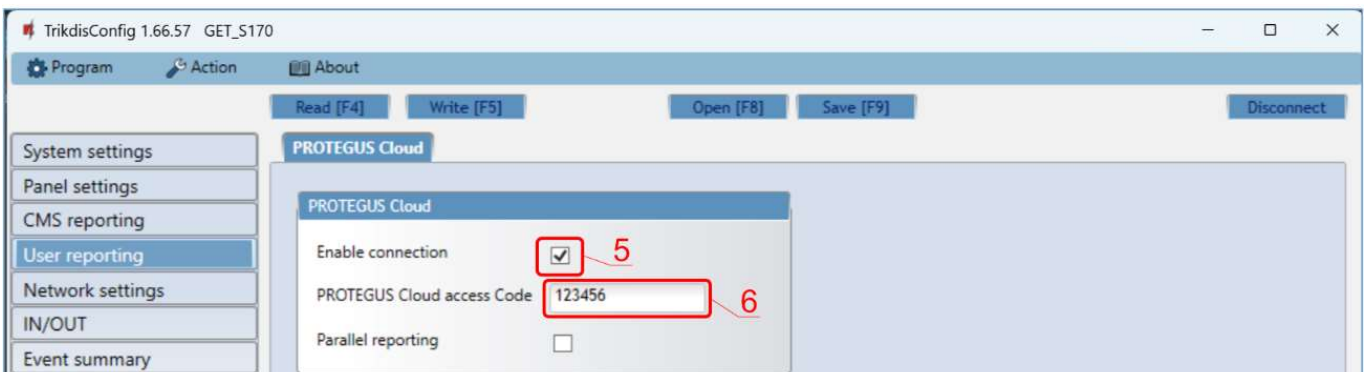 TrikdisConfig 1.66.57 GET_S170
Program Action About
Read [F4] Write [F5] Open [F8] Save [F9] Disconnect
System settings
Panel settings
CMS reporting
User reporting
Network settings
IN/OUT
Event summary
PROTEGUS Cloud
PROTEGUS Cloud
Enable connection 5
PROTEGUS Cloud access Code 123456 6
Parallel reporting